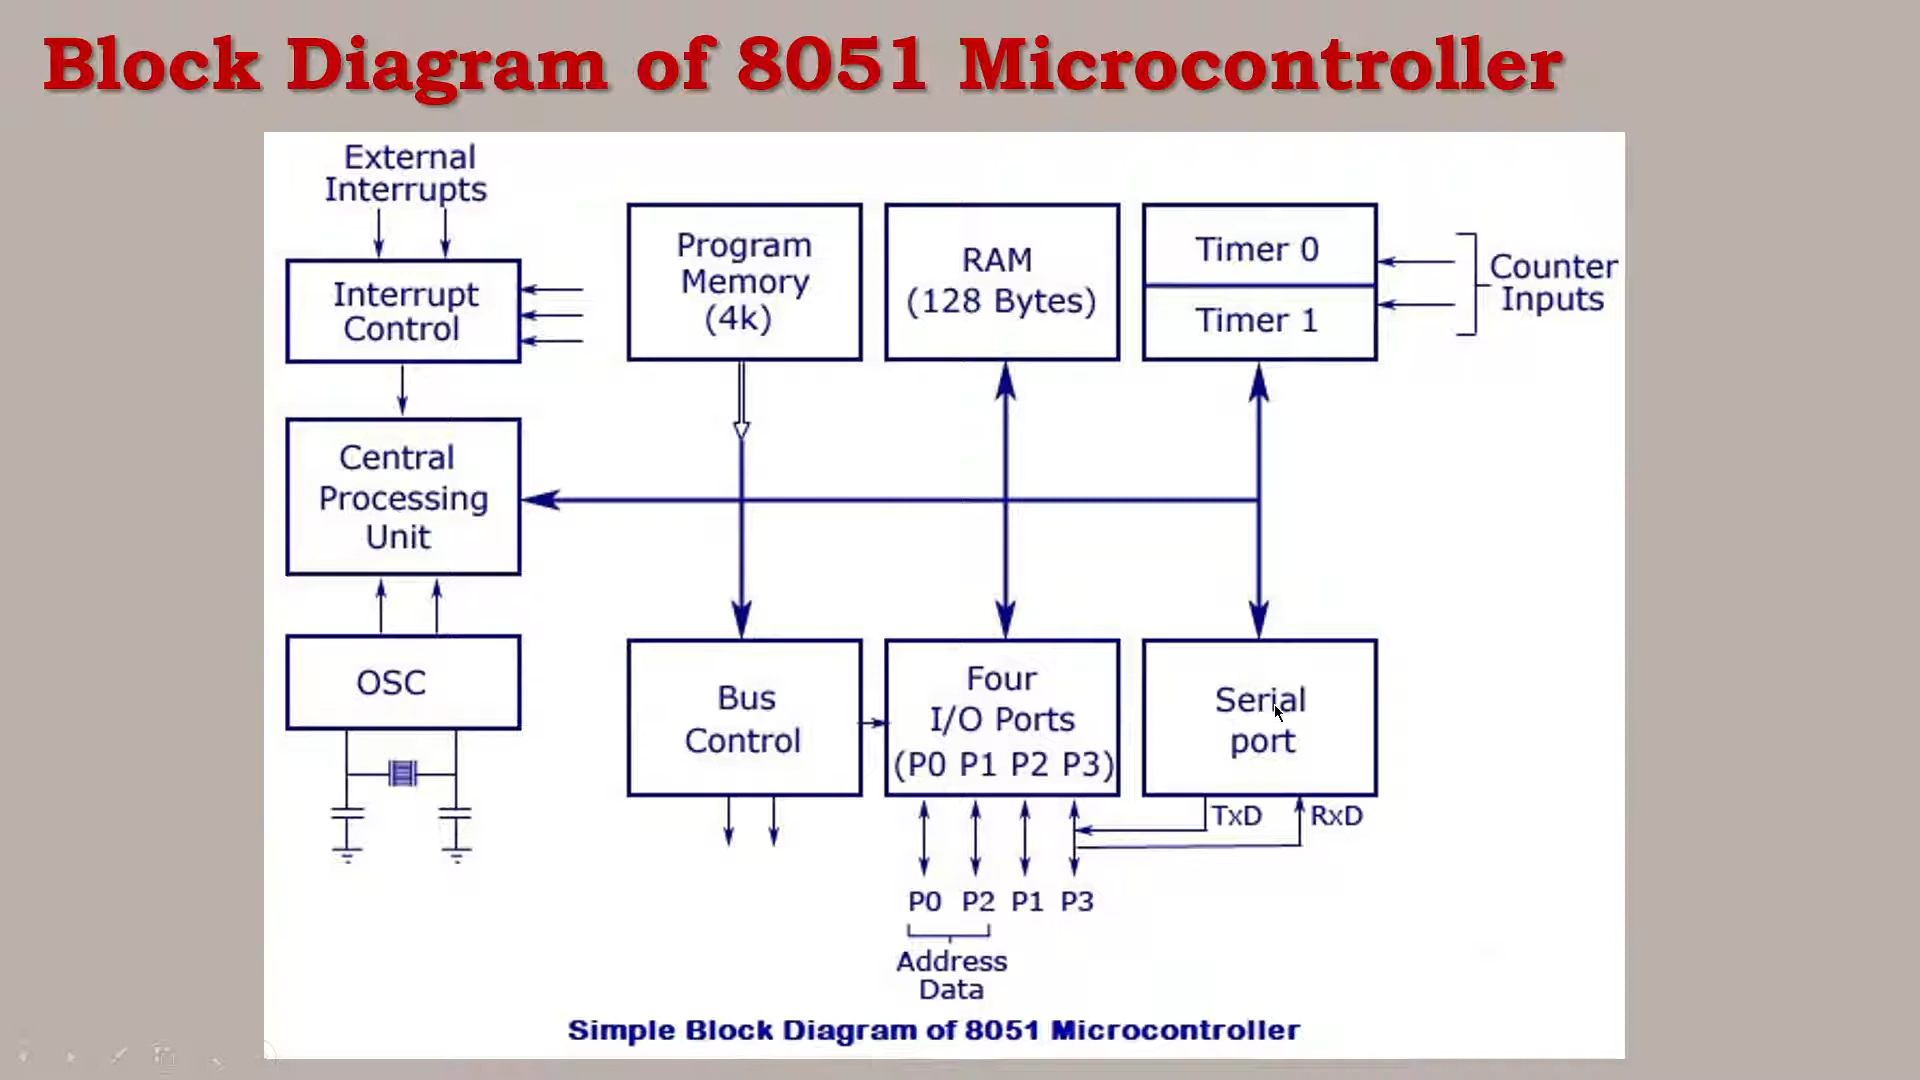 Block Diagram of 8051 Microcontroller
External
Interrupts
Interrupt
Control
Program
Memory
(4k)
RAM
(128 Bytes)
Timer 0
Timer 1
Counter
Inputs
Central
Processing
Unit
OSC
Bus
Control
Four
I/O Ports
(P0 P1 P2 P3)
Serial
port
TxD RxD
P0 P2 P1 P3
Address
Data
Simple Block Diagram of 8051 Microcontroller